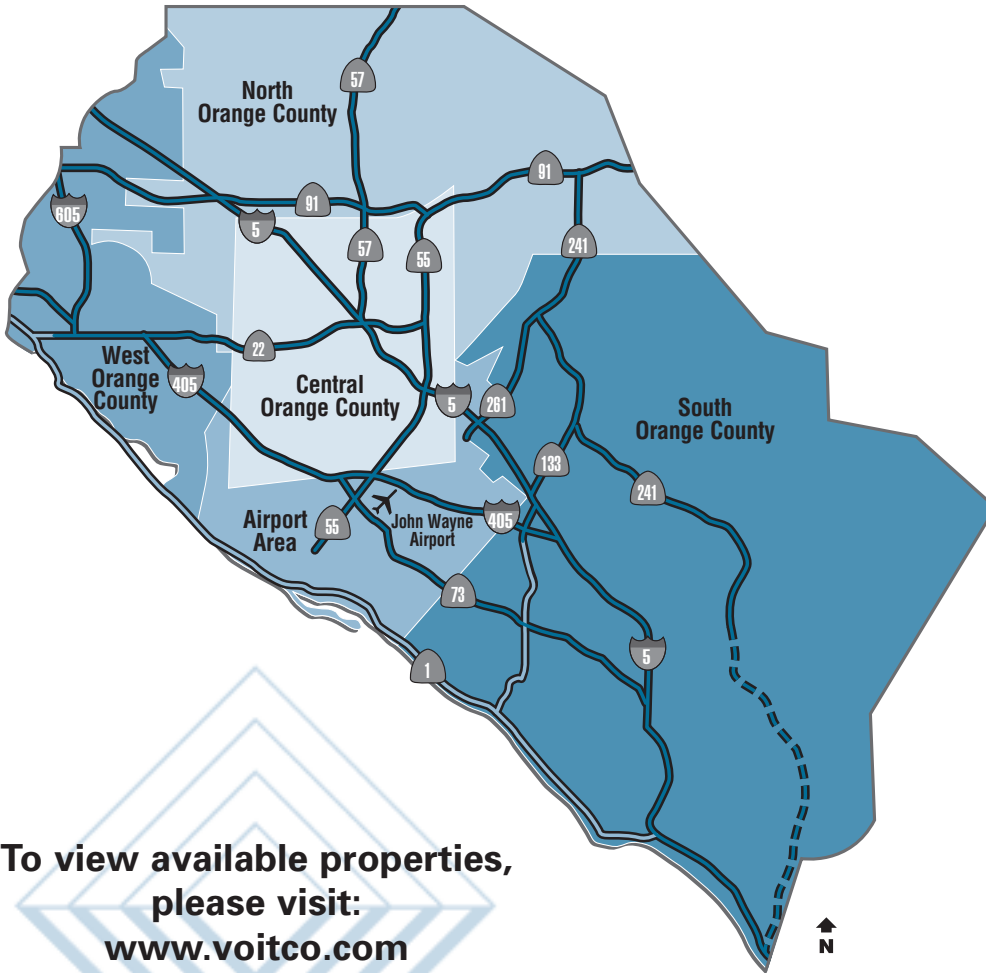 57
North
Orange County
91
91
605
5
57
55
241
22
West
Orange
County
405
Central
Orange County
5
261
South
Orange County
133
241
Airport
Area
55
John Wayne
Airport
405
73
5
1
To view available properties,
please visit:
www.voitco.com
N